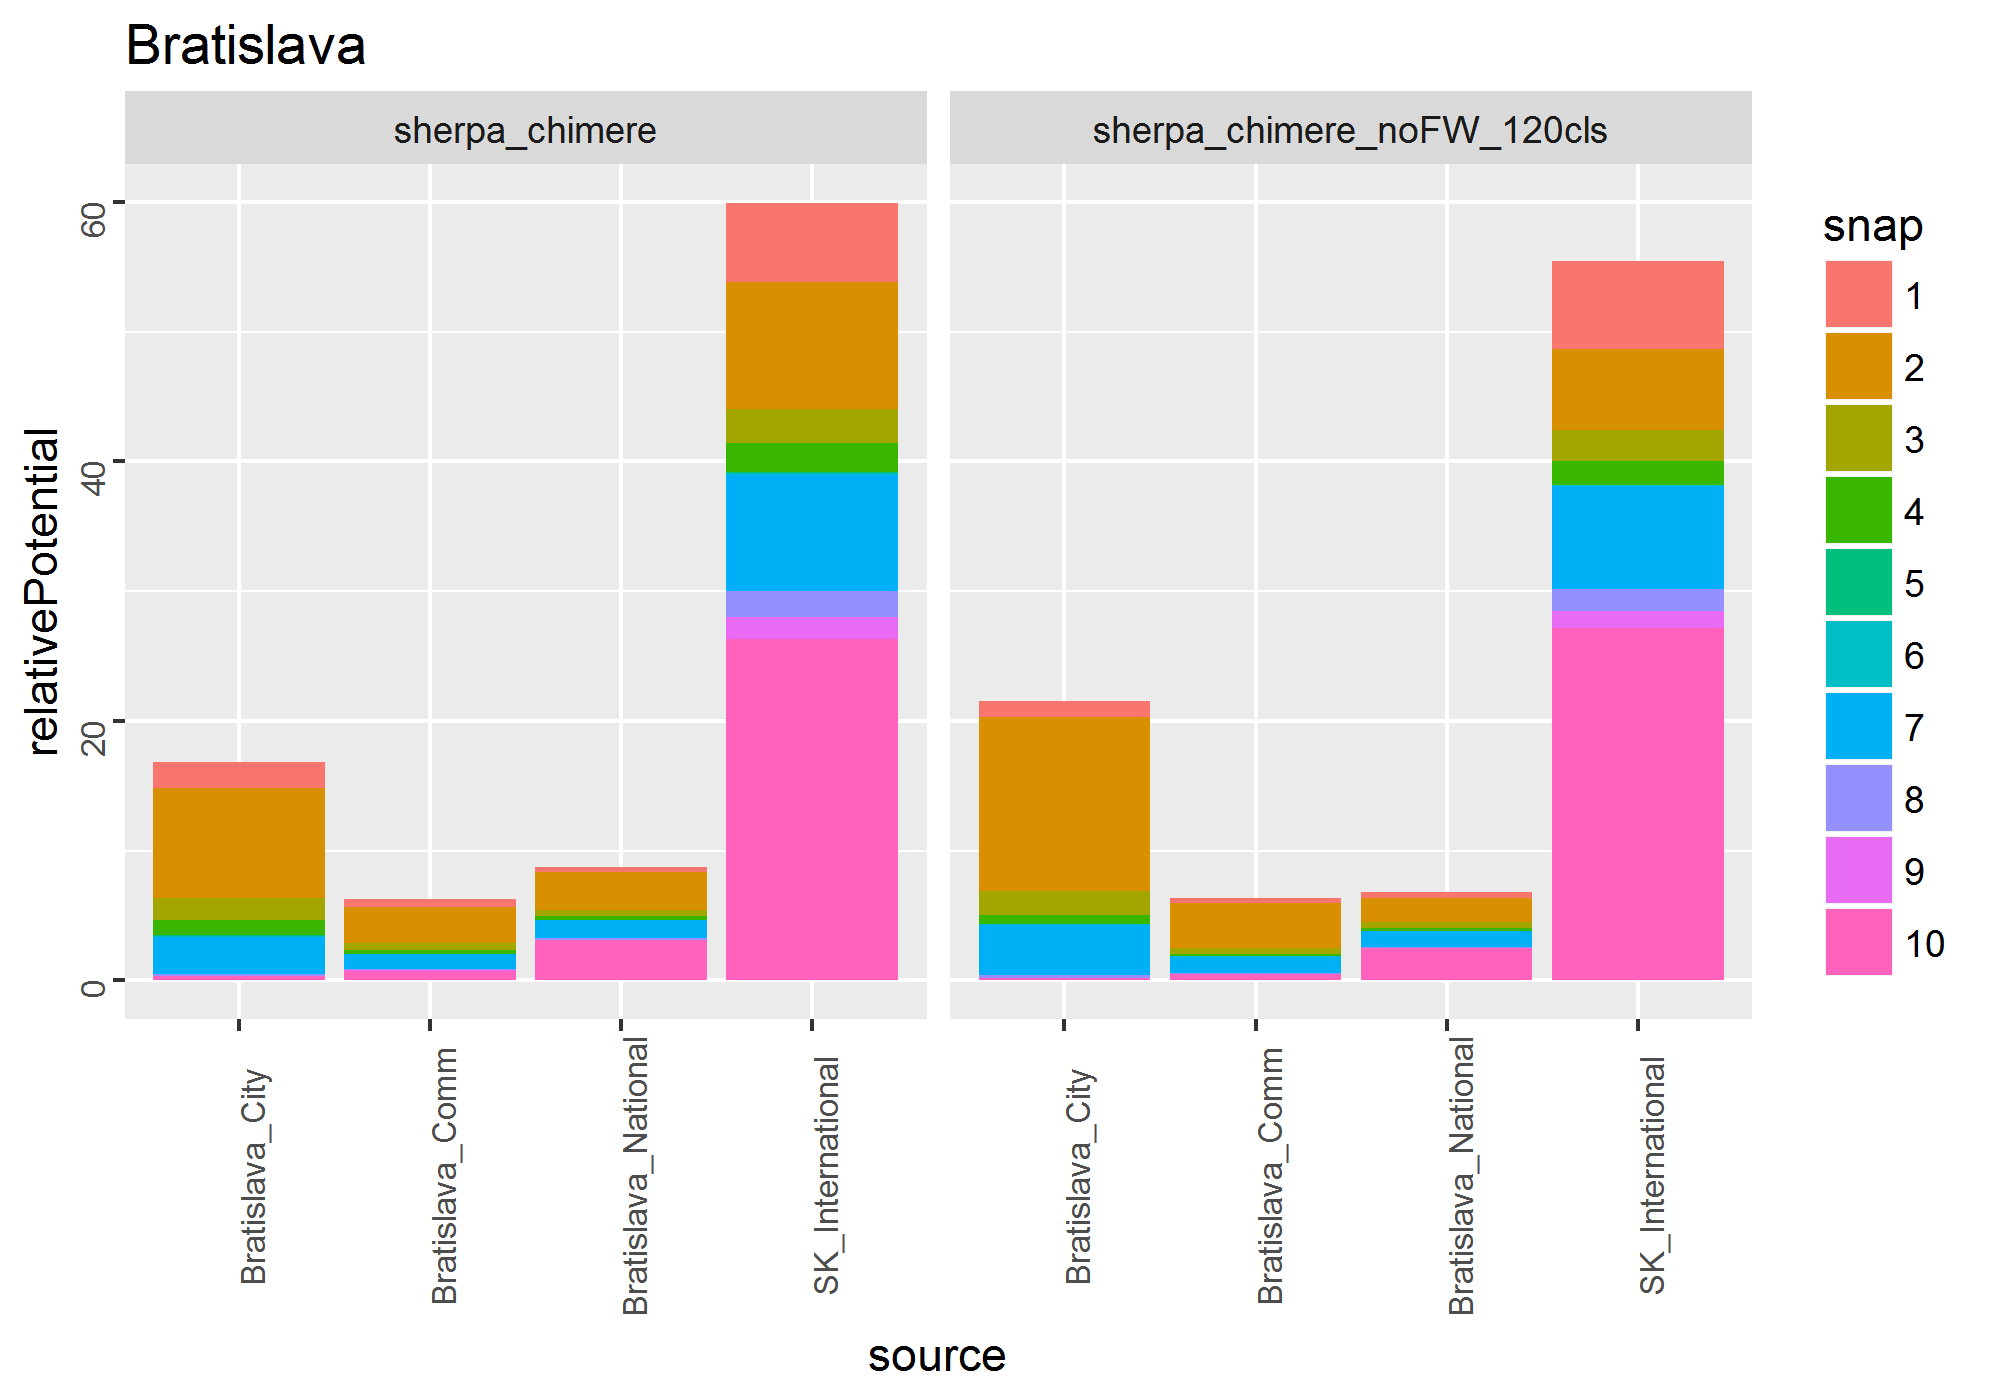 Bratislava
sherpa_chimere
sherpa_chimere_noFW_120cls
relativePotential
60
40
20
0
Bratislava_City
Bratislava_Comm
Bratislava_National
SK_International
Bratislava_City
Bratislava_Comm
Bratislava_National
SK_International
source
snap
1
2
3
4
5
6
7
8
9
10